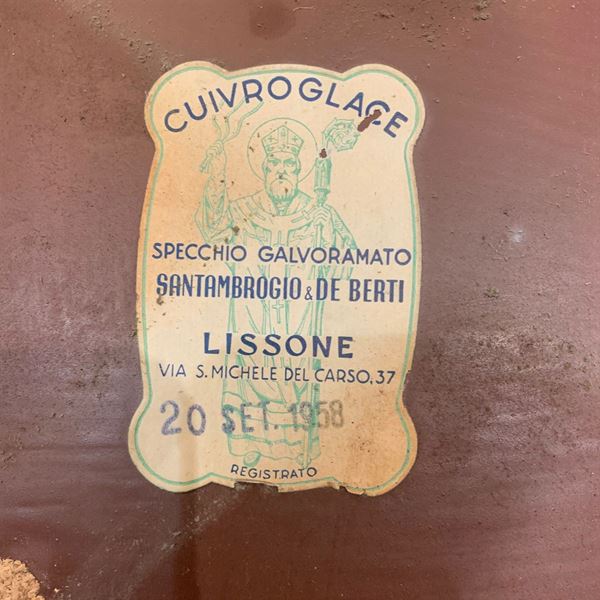 CUIVROGLACE
SPECCHIO GALVORAMATO
SANTAMBROGIO & DE BERTI
LISSONE
VIA S. MICHELE DEL CARSO, 37
20 SET. 1958
REGISTRATO